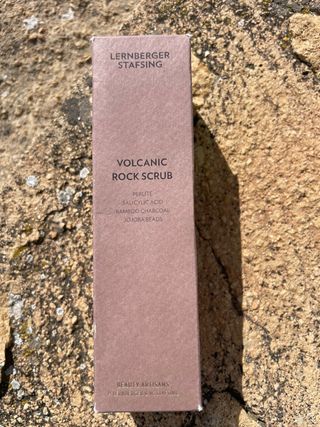 LERNBERGER
STAFSING
VOLCANIC
ROCK SCRUB
PERLITE
SALICYLIC ACID
BAMBOO CHARCOAL
JOJOBA BEADS
BEAUTY ARTISANS